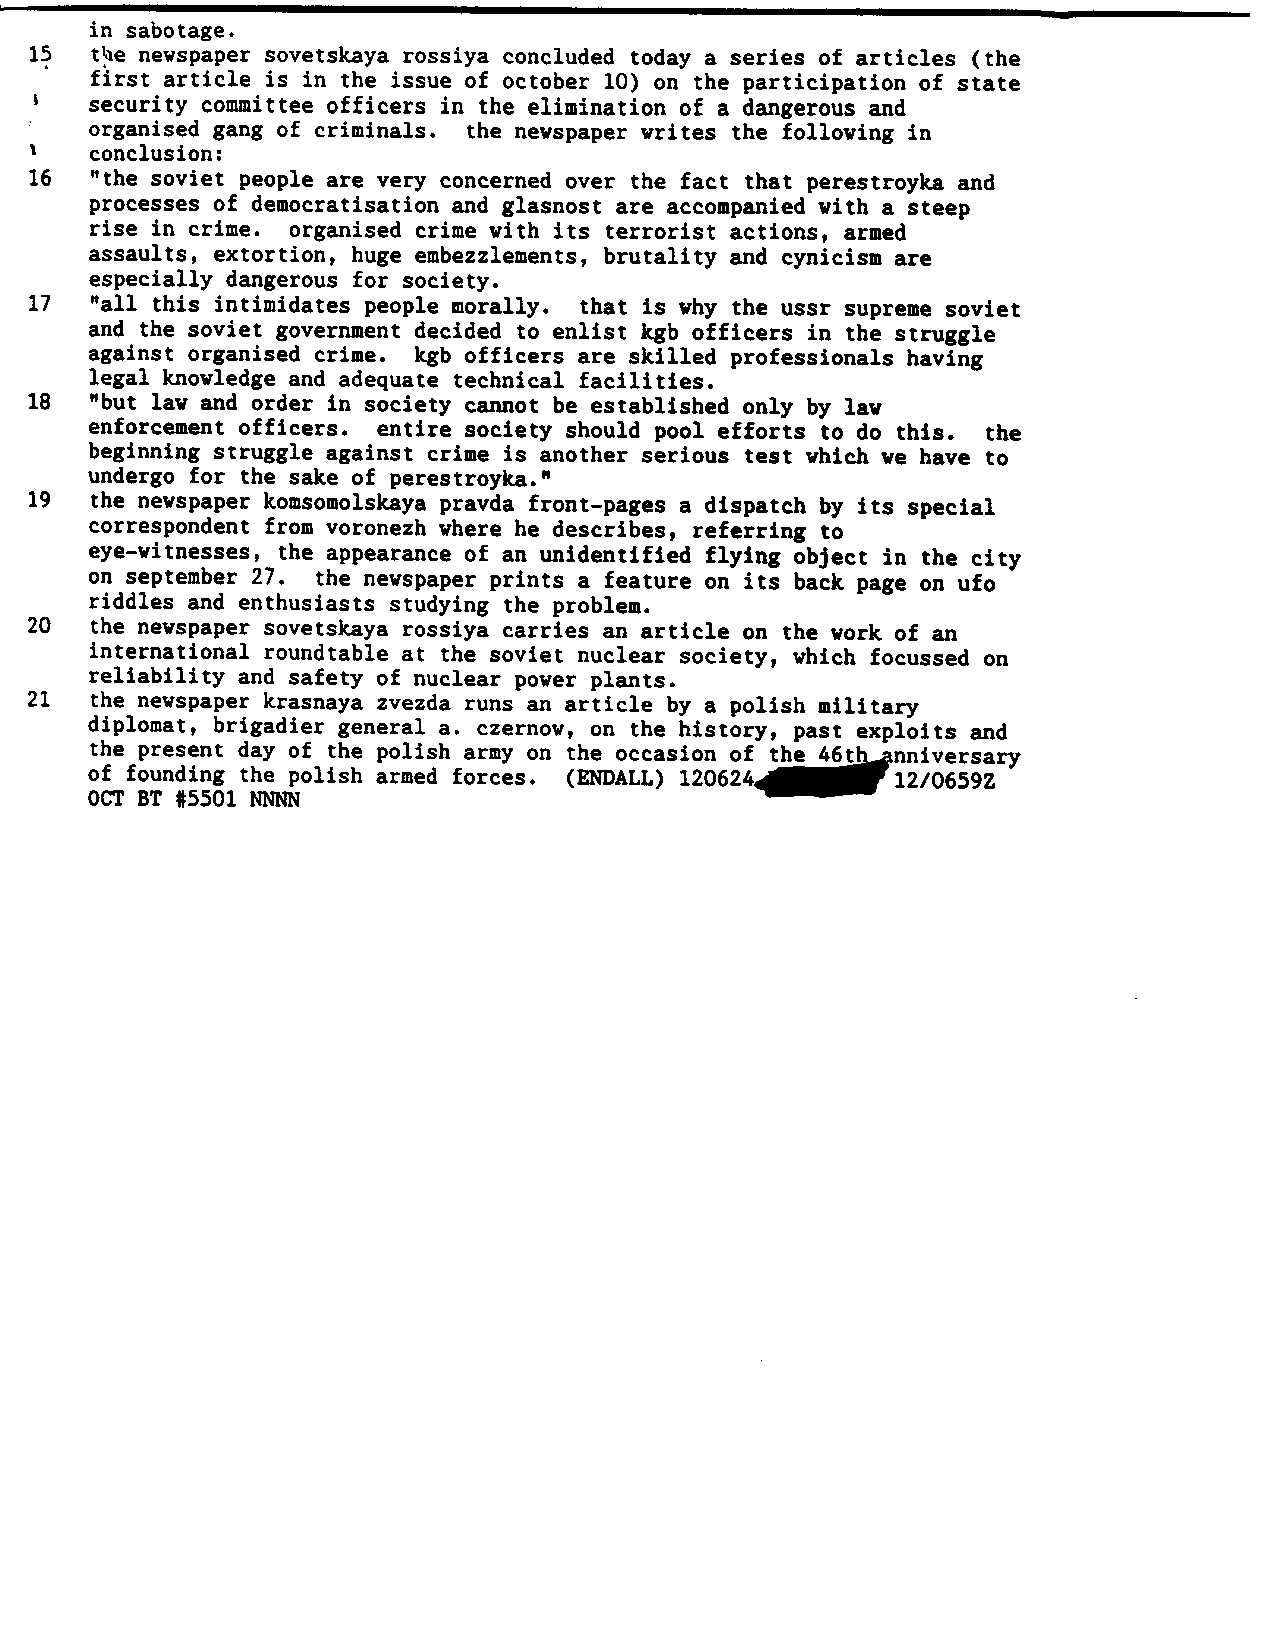 in sabotage.
15 the newspaper sovetskaya rossiya concluded today a series of articles (the
first article is in the issue of october 10) on the participation of state
security committee officers in the elimination of a dangerous and
organised gang of criminals. the newspaper writes the following in
conclusion:
16 "the soviet people are very concerned over the fact that perestroyka and
processes of democratisation and glasnost are accompanied with a steep
rise in crime. organised crime with its terrorist actions, armed
assaults, extortion, huge embezzlements, brutality and cynicism are
especially dangerous for society.
17 "all this intimidates people morally. that is why the ussr supreme soviet
and the soviet government decided to enlist kgb officers in the struggle
against organised crime. kgb officers are skilled professionals having
legal knowledge and adequate technical facilities.
18 "but law and order in society cannot be established only by law
enforcement officers. entire society should pool efforts to do this. the
beginning struggle against crime is another serious test which we have to
undergo for the sake of perestroyka."
19 the newspaper komsomolskaya pravda front-pages a dispatch by its special
correspondent from voronezh where he describes, referring to
eye-witnesses, the appearance of an unidentified flying object in the city
on september 27. the newspaper prints a feature on its back page on ufo
riddles and enthusiasts studying the problem.
20 the newspaper sovetskaya rossiya carries an article on the work of an
international roundtable at the soviet nuclear society, which focussed on
reliability and safety of nuclear power plants.
21 the newspaper krasnaya zvezda runs an article by a polish military
diplomat, brigadier general a. czernov, on the history, past exploits and
the present day of the polish army on the occasion of the 46th anniversary
of founding the polish armed forces. (ENDALL) 120624 12/0659Z
OCT BT #5501 NNNN